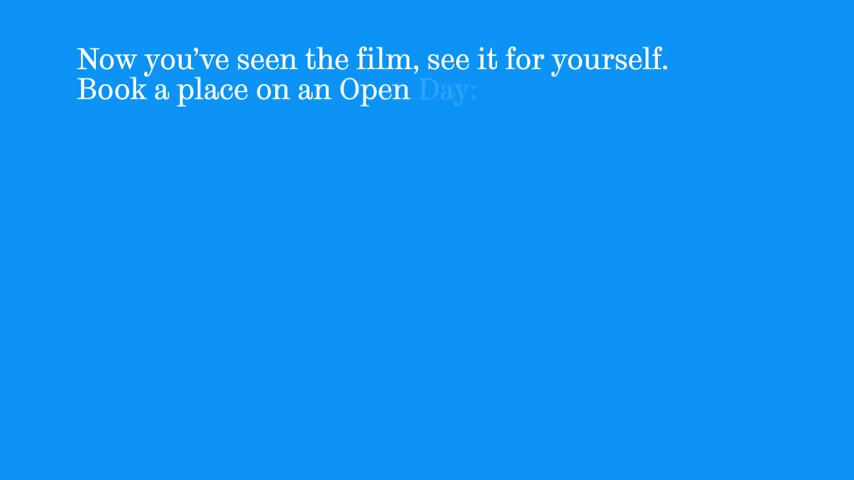 Now you’ve seen the film, see it for yourself.
Book a place on an Open Day: